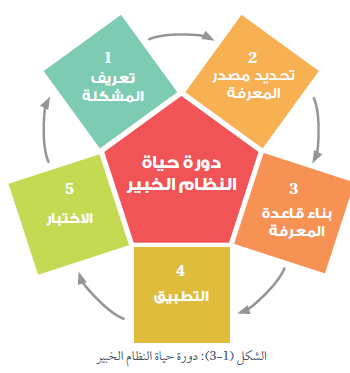 1
تعريف
المشكلة
2
تحديد مصدر
المعرفة
3
بناء قاعدة
المعرفة
4
التطبيق
5
الاختبار
دورة حياة
النظام الخبير
الشكل (1-3): دورة حياة النظام الخبير